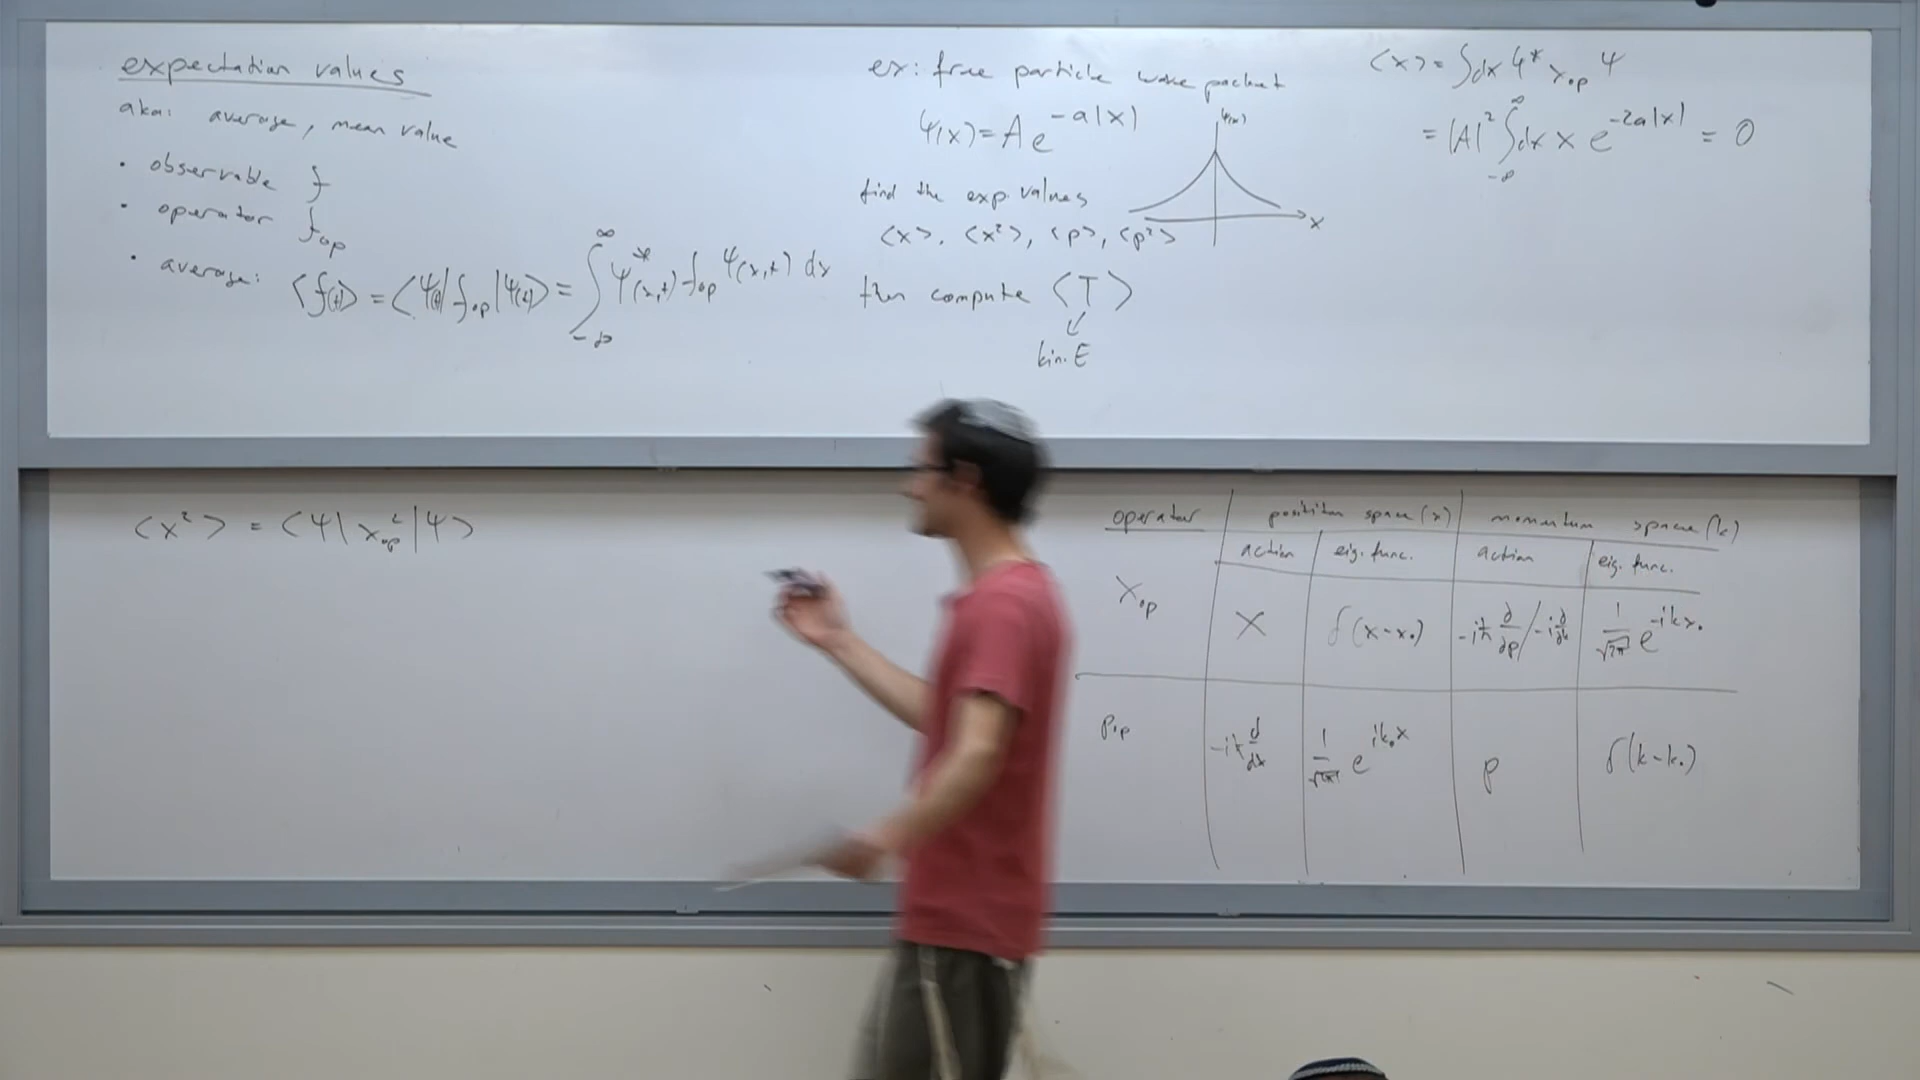 expectation values
aka: average, mean value
• observable f
• operator f_op
• average: ⟨f(t)⟩ = ⟨Ψ(t)|f_op|Ψ(t)⟩ = ∫_{-∞}^{∞} Ψ*(x,t) f_op Ψ(x,t) dx
ex: free particle wave packet
Ψ(x) = A e^{-a|x|}
Ψ(x)
x
find the exp. values
⟨x⟩, ⟨x²⟩, ⟨p⟩, ⟨p²⟩
then compute ⟨T⟩
kin. E
⟨x⟩ = ∫dx Ψ* x_op Ψ
= |A|² ∫_{-∞}^{∞} dx x e^{-2a|x|} = 0
⟨x²⟩ = ⟨Ψ|x²_op|Ψ⟩
operator position space (x) momentum space (k)
action eig. func. action eig. func.
x_op x δ(x-x₀) -iħ ∂/∂p / -i ∂/∂k 1/√2π e^{-ikx₀}
p_op -iħ d/dx 1/√2π e^{ik₀x} p δ(k-k₀)